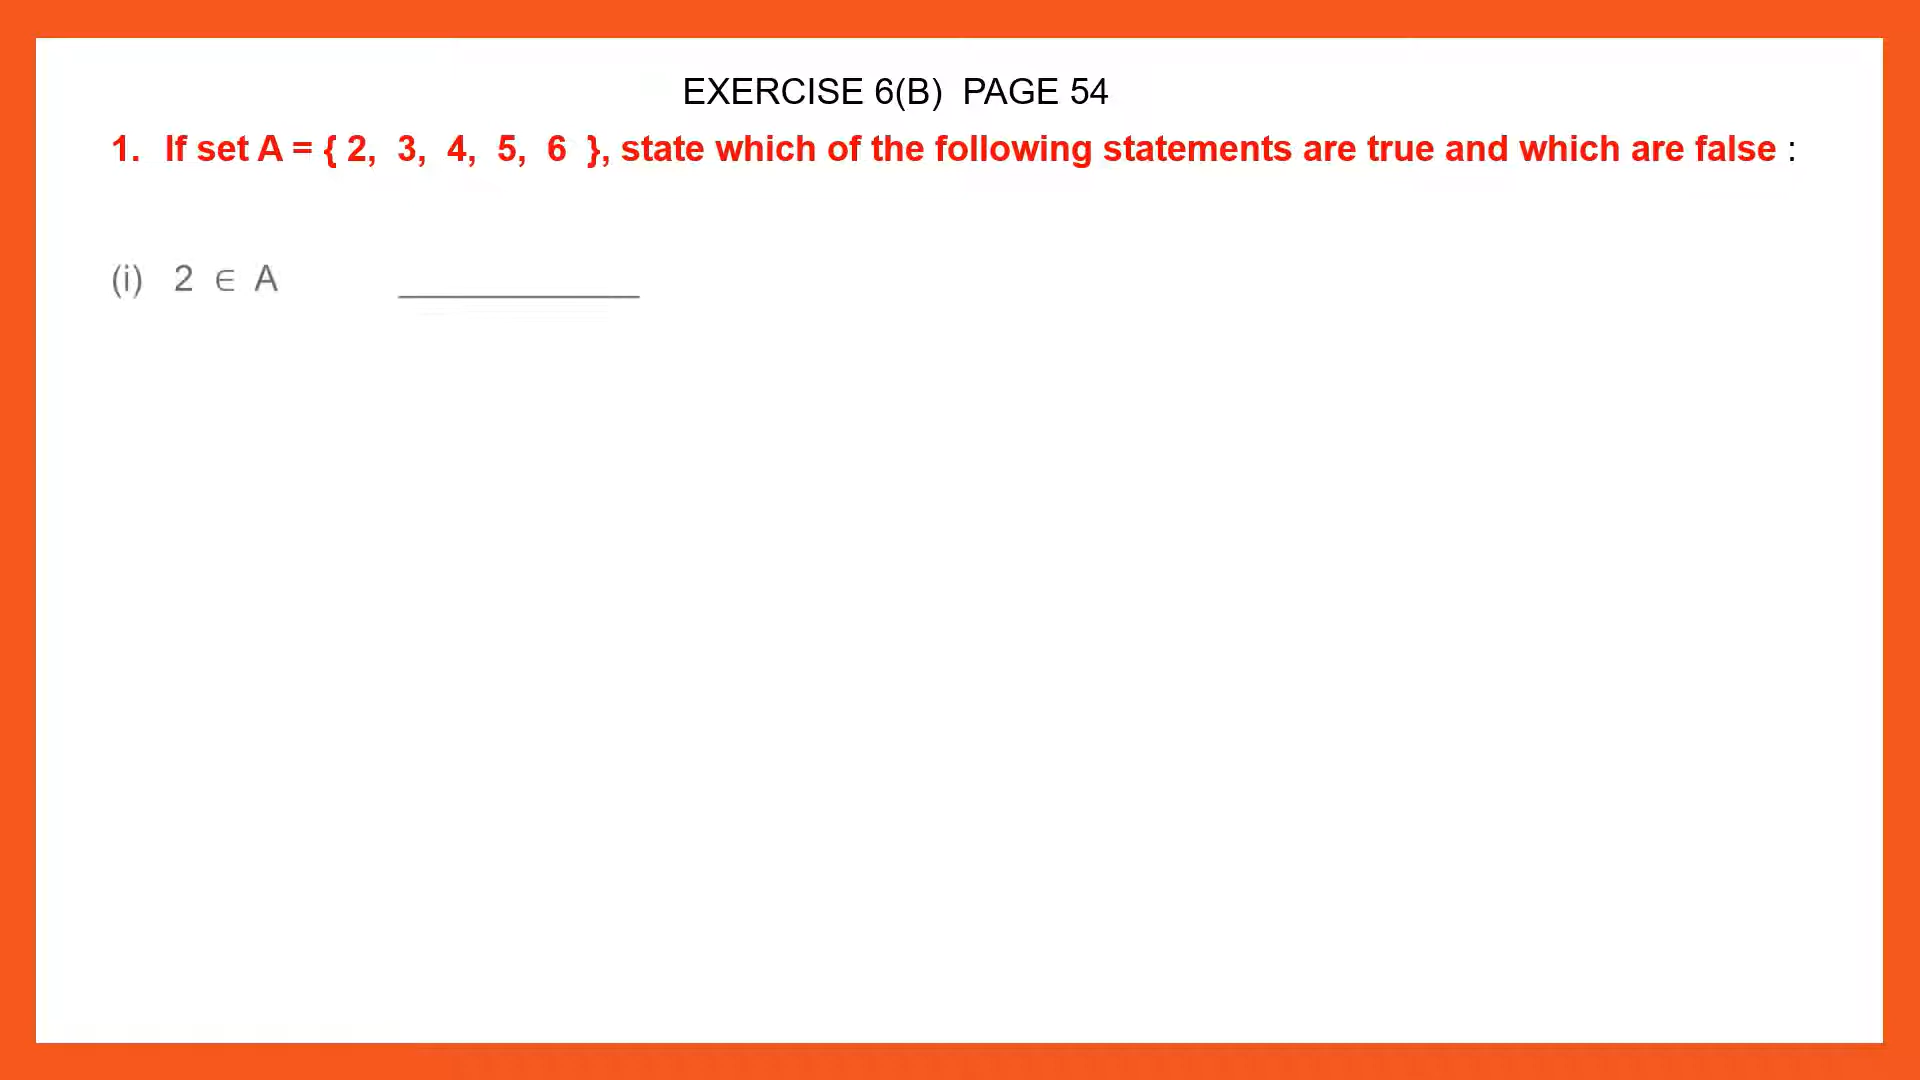 EXERCISE 6(B) PAGE 54
1. If set A = { 2, 3, 4, 5, 6 }, state which of the following statements are true and which are false :
(i) 2 ∈ A ____________